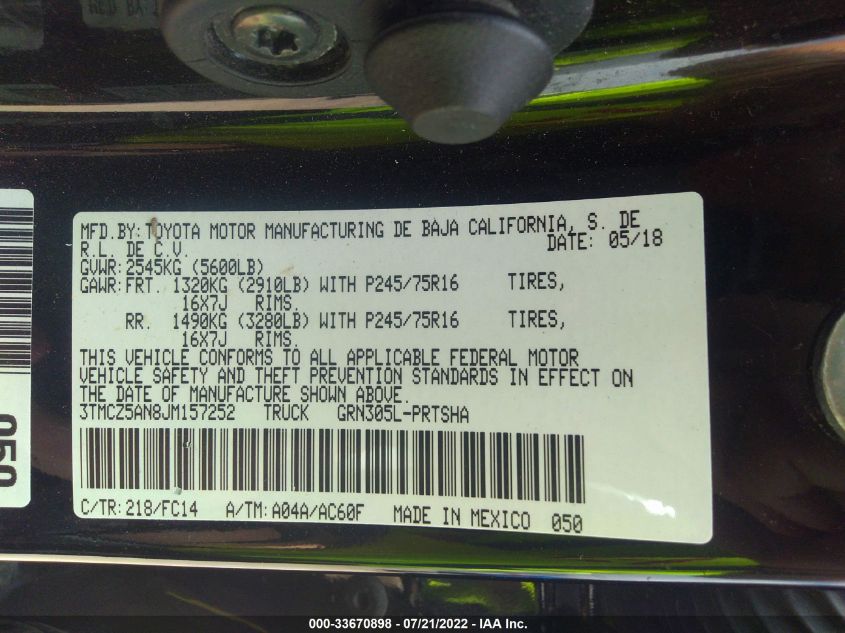 MFD.BY: TOYOTA MOTOR MANUFACTURING DE BAJA CALIFORNIA, S. DE
R.L. DE C.V. DATE: 05/18
GVWR: 2545KG (5600LB)
GAWR: FRT. 1320KG (2910LB) WITH P245/75R16 TIRES,
16X7J RIMS.
RR. 1490KG (3280LB) WITH P245/75R16 TIRES,
16X7J RIMS.
THIS VEHICLE CONFORMS TO ALL APPLICABLE FEDERAL MOTOR
VEHICLE SAFETY AND THEFT PREVENTION STANDARDS IN EFFECT ON
THE DATE OF MANUFACTURE SHOWN ABOVE.
3TMCZ5AN8JM157252 TRUCK GRN305L-PRTSHA
C/TR: 218/FC14 A/TM: A04A/AC60F MADE IN MEXICO 050
050
000-33670898 - 07/21/2022 - IAA Inc.